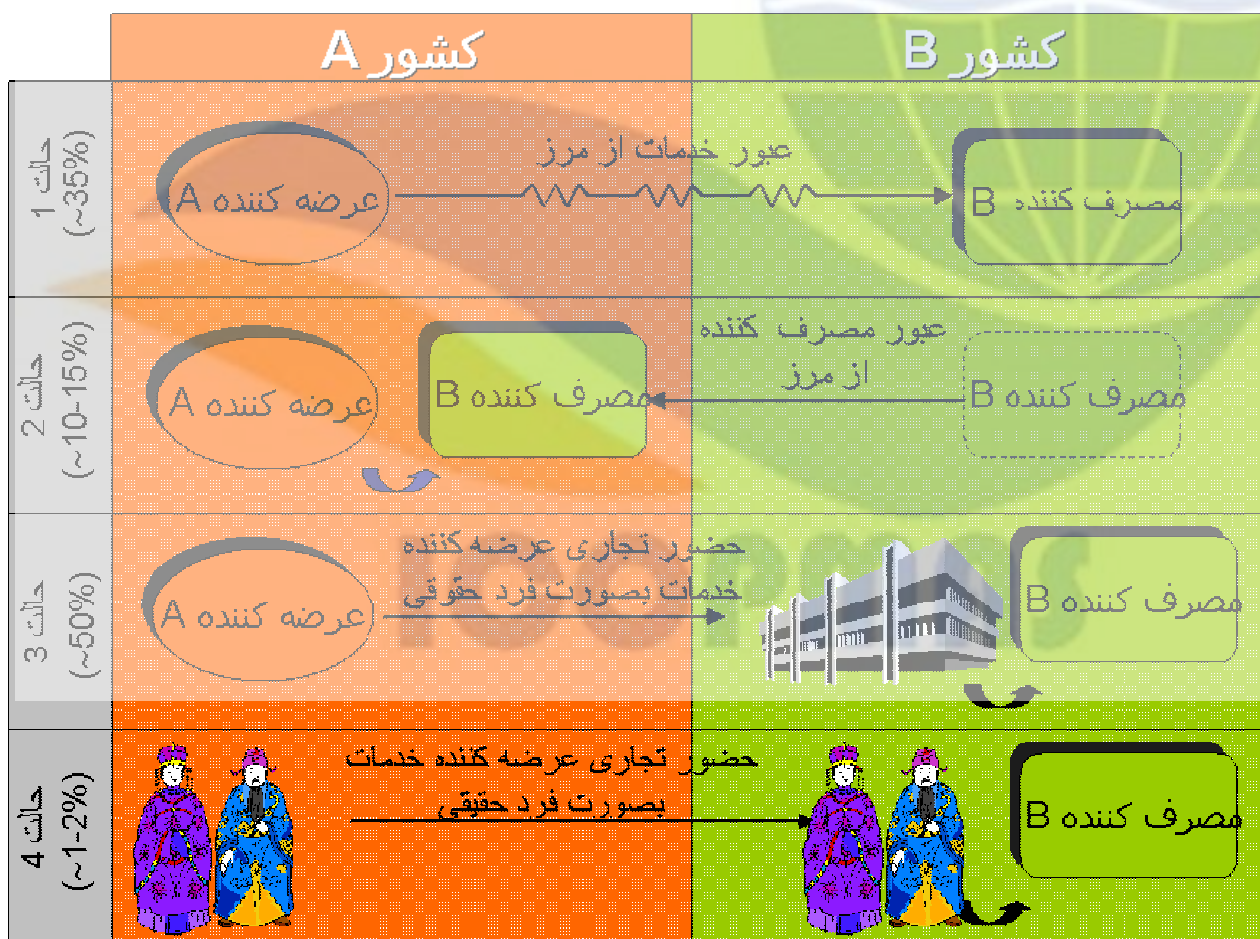 کشور A
کشور B
حالت 1
(~35%)
عرضه کننده A
عبور خدمات از مرز
مصرف کننده B
حالت 2
(~10-15%)
عرضه کننده A
مصرف کننده B
عبور مصرف کننده
از مرز
مصرف کننده B
حالت 3
(~50%)
عرضه کننده A
حضور تجاری عرضه کننده
خدمات بصورت فرد حقوقی
مصرف کننده B
حالت 4
(~1-2%)
حضور تجاری عرضه کننده خدمات
بصورت فرد حقیقی
مصرف کننده B